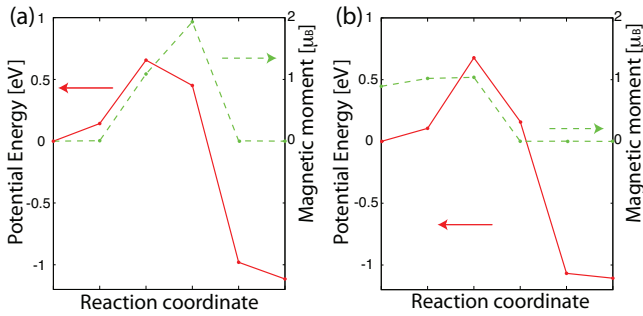 (a)
Potential Energy [eV]
1
0.5
0
-0.5
-1
2
1
0
Magnetic moment [μB]
Reaction coordinate
(b)
Potential Energy [eV]
1
0.5
0
-0.5
-1
2
1
0
Magnetic moment [μB]
Reaction coordinate